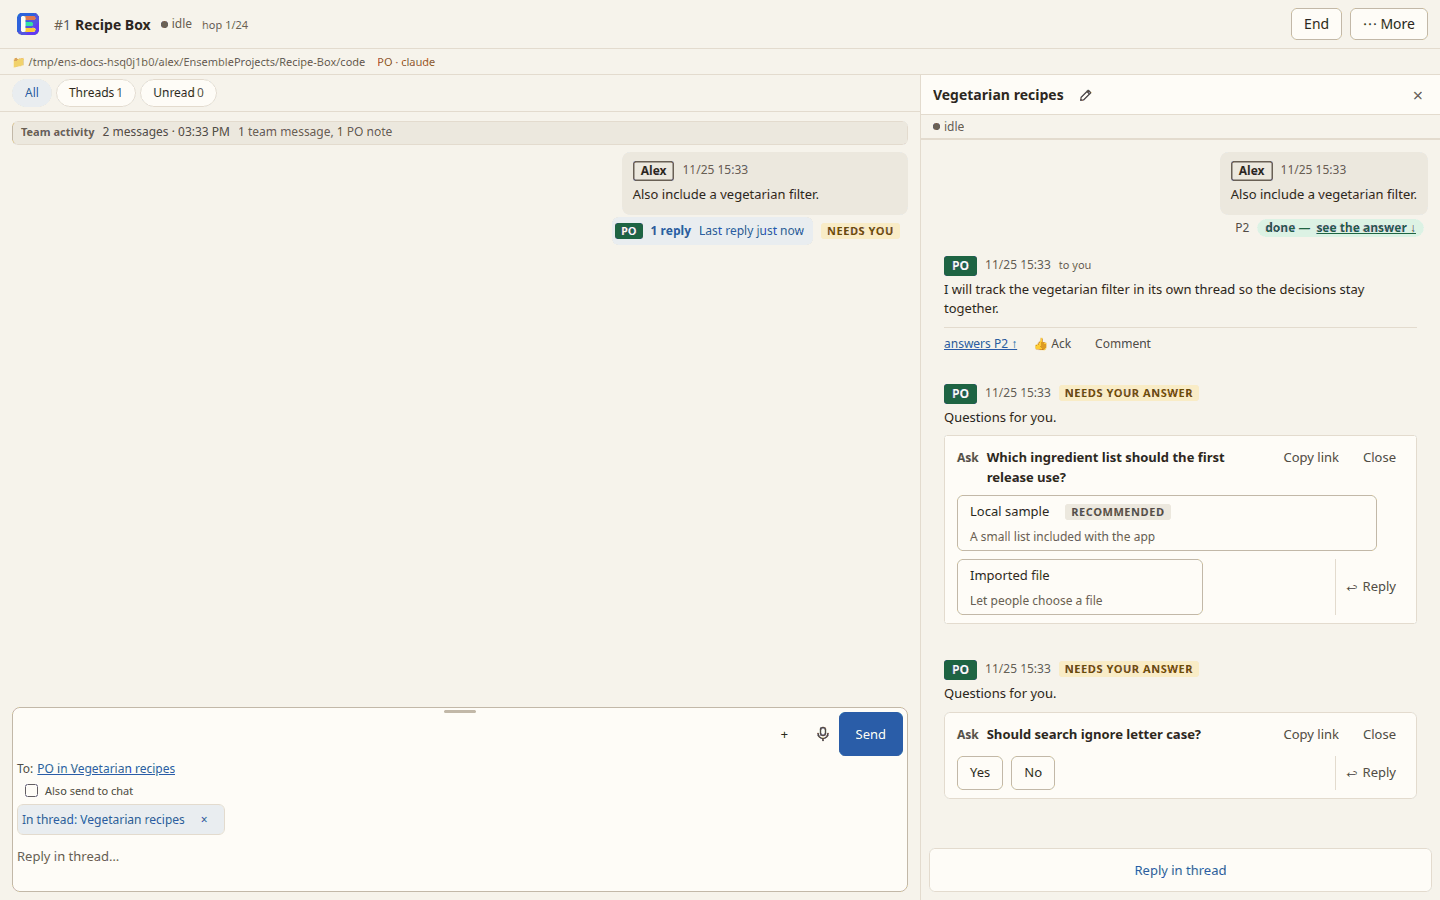 #1 Recipe Box idle hop 1/24
End
··· More
/tmp/ens-docs-hsq0j1b0/alex/EnsembleProjects/Recipe-Box/code PO · claude
All
Threads 1
Unread 0
Team activity 2 messages · 03:33 PM 1 team message, 1 PO note
Alex 11/25 15:33
Also include a vegetarian filter.
PO 1 reply Last reply just now NEEDS YOU
+
Send
To: PO in Vegetarian recipes
Also send to chat
In thread: Vegetarian recipes ×
Reply in thread...
Vegetarian recipes
×
idle
Alex 11/25 15:33
Also include a vegetarian filter.
P2 done — see the answer ↓
PO 11/25 15:33 to you
I will track the vegetarian filter in its own thread so the decisions stay
together.
answers P2 ↑ 👍 Ack Comment
PO 11/25 15:33 NEEDS YOUR ANSWER
Questions for you.
Ask Which ingredient list should the first
release use?
Copy link Close
Local sample RECOMMENDED
A small list included with the app
Imported file
Let people choose a file
↩ Reply
PO 11/25 15:33 NEEDS YOUR ANSWER
Questions for you.
Ask Should search ignore letter case? Copy link Close
Yes No ↩ Reply
Reply in thread